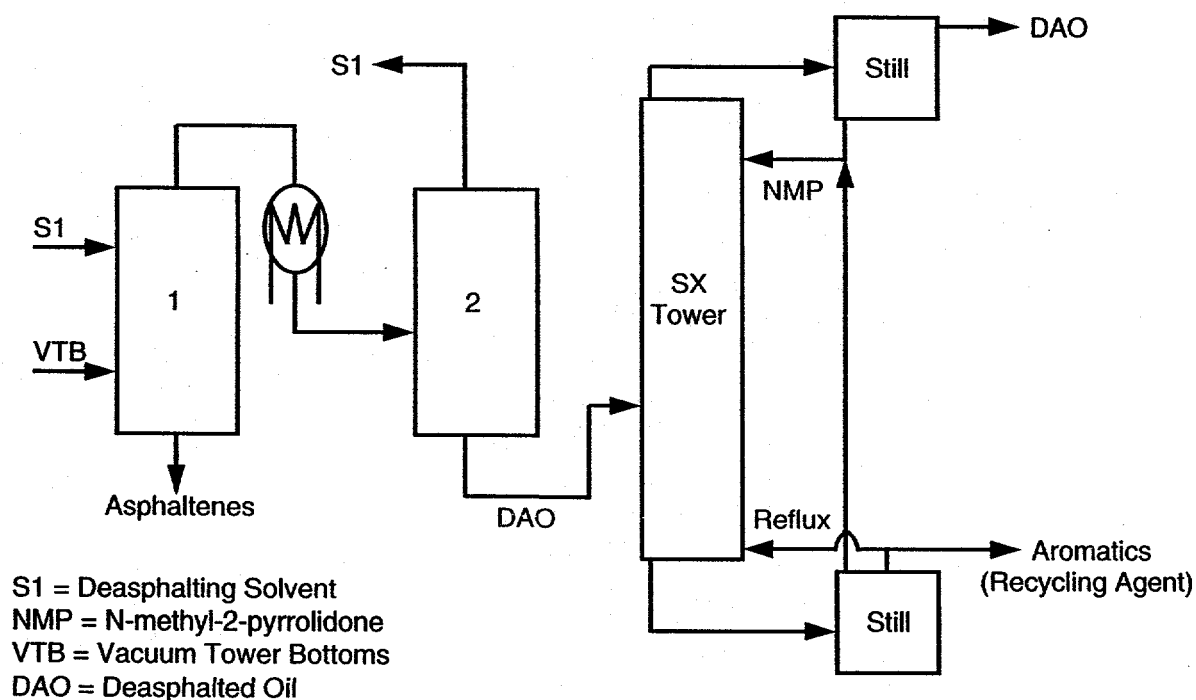 S1
VTB
1
Asphaltenes
S1
2
DAO
SX
Tower
Still
DAO
NMP
Reflux
Aromatics
(Recycling Agent)
Still
S1 = Deasphalting Solvent
NMP = N-methyl-2-pyrrolidone
VTB = Vacuum Tower Bottoms
DAO = Deasphalted Oil